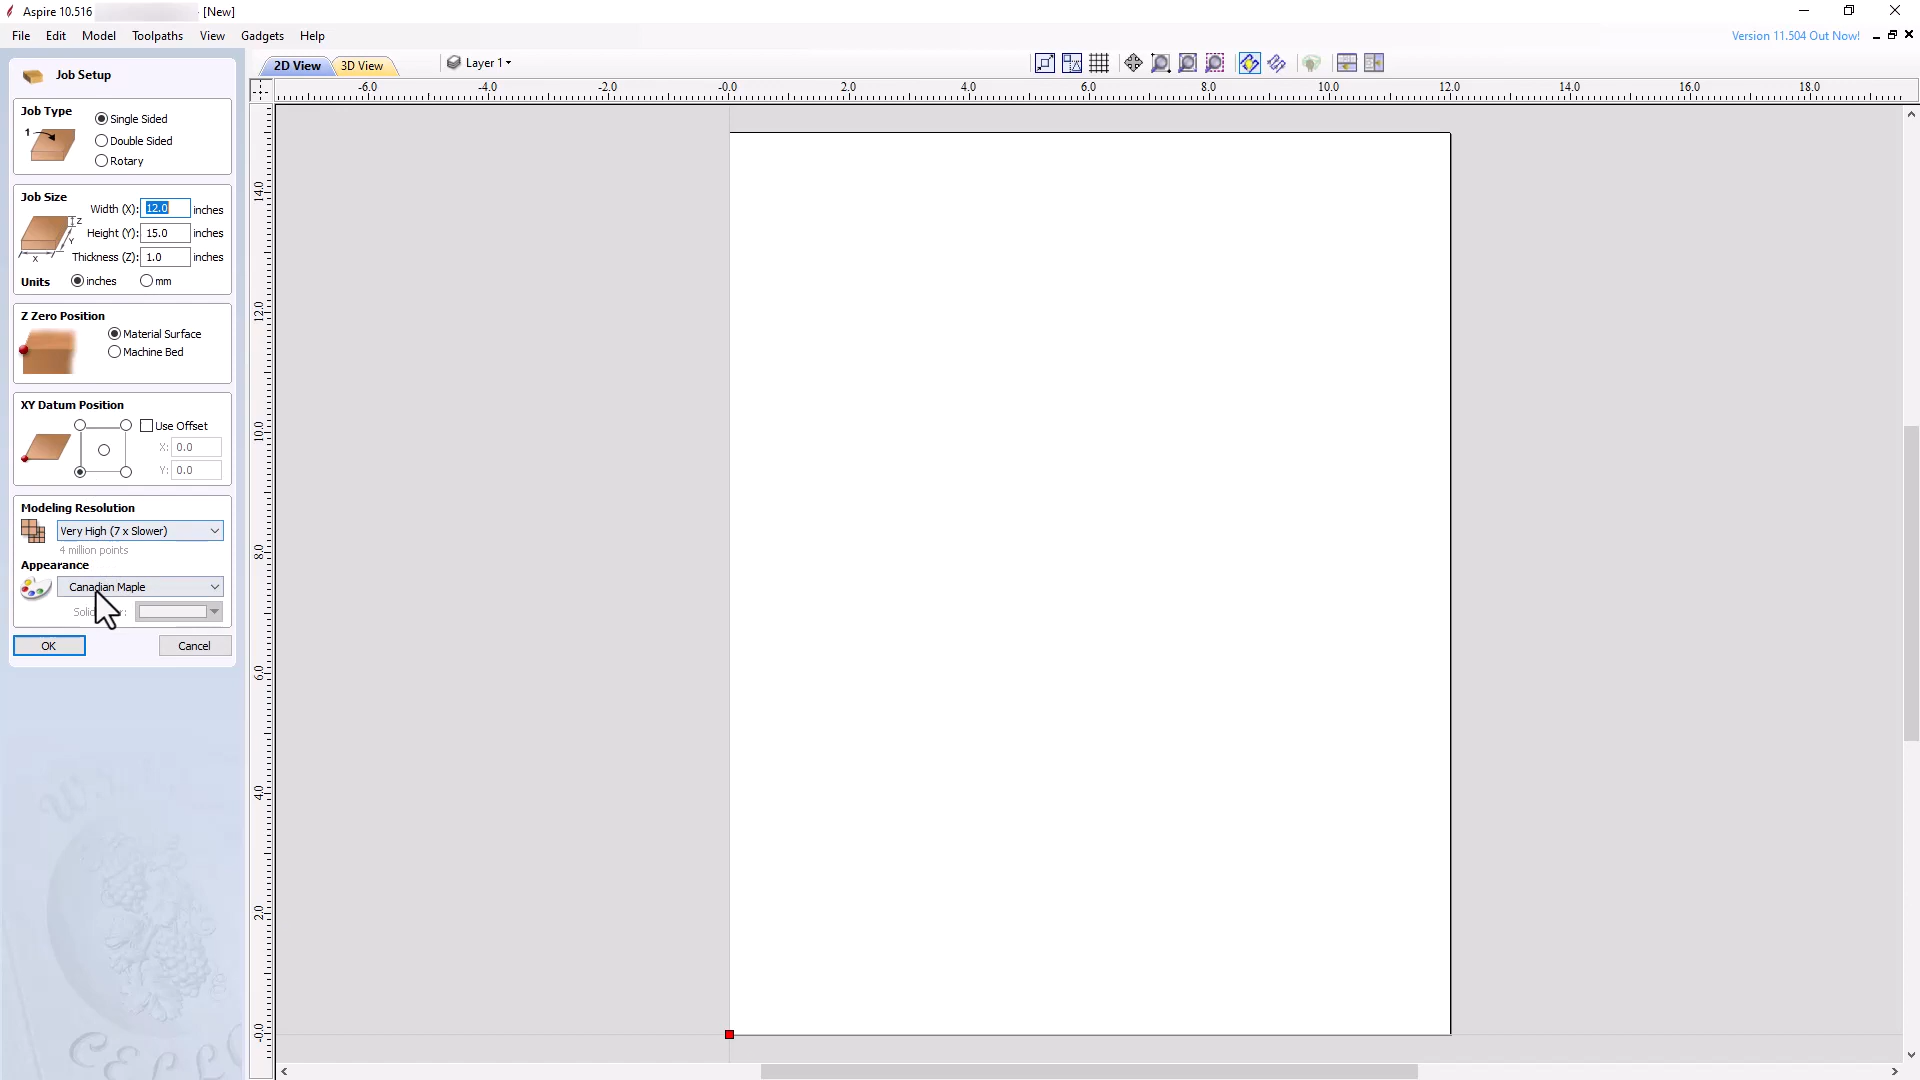 Aspire 10.516
[New]
File Edit Model Toolpaths View Gadgets Help
Version 11.504 Out Now!
Job Setup
2D View 3D View
Layer 1
Job Type
1
Single Sided
Double Sided
Rotary
Job Size
Width (X): 12.0 inches
Height (Y): 15.0 inches
Thickness (Z): 1.0 inches
Z
Y
X
Units inches mm
Z Zero Position
Material Surface
Machine Bed
XY Datum Position
Use Offset
X: 0.0
Y: 0.0
Modeling Resolution
Very High (7 x Slower)
4 million points
Appearance
Canadian Maple
OK Cancel
-6.0 -4.0 -2.0 -0.0 2.0 4.0 6.0 8.0 10.0 12.0 14.0 16.0 18.0
14.0
12.0
10.0
8.0
6.0
4.0
2.0
-0.0